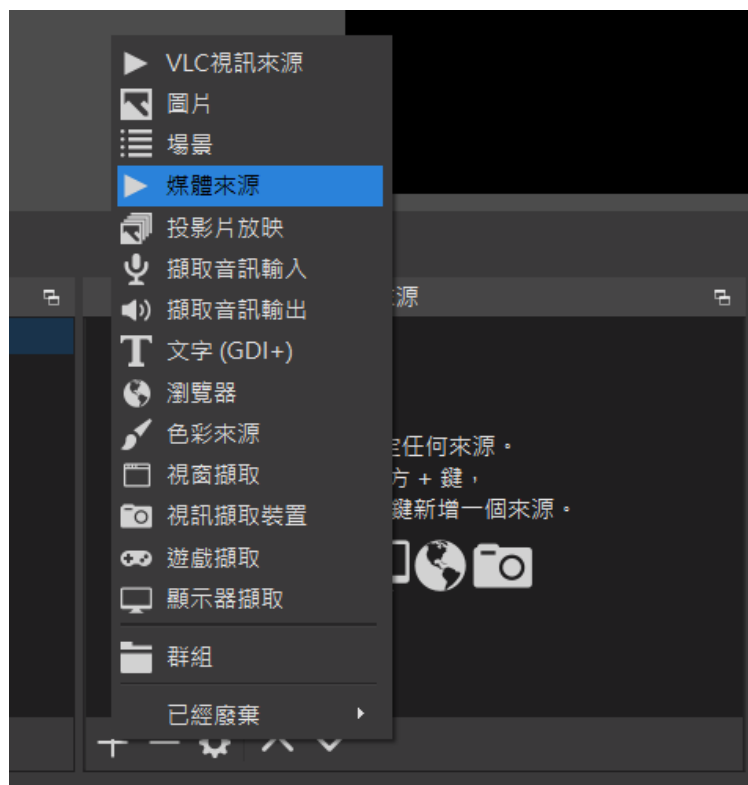 VLC視訊來源
圖片
場景
媒體來源
投影片放映
擷取音訊輸入
擷取音訊輸出
文字 (GDI+)
瀏覽器
色彩來源
視窗擷取
視訊擷取裝置
遊戲擷取
顯示器擷取
群組
已經廢棄
源
任何來源。
方 + 鍵，
鍵新增一個來源。